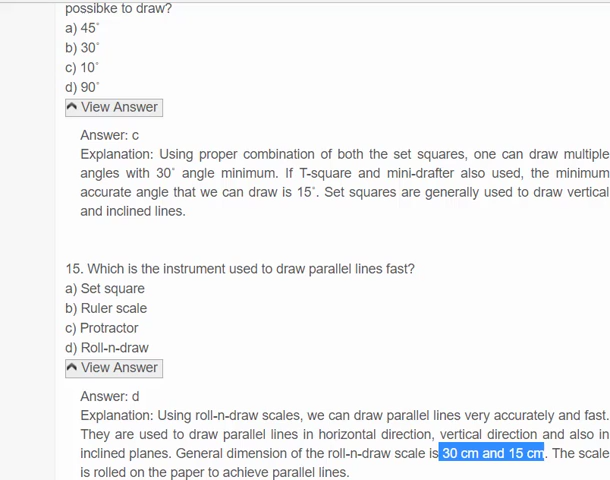 possibke to draw?
a) 45˚
b) 30˚
c) 10˚
d) 90˚
View Answer
Answer: c
Explanation: Using proper combination of both the set squares, one can draw multiple
angles with 30˚ angle minimum. If T-square and mini-drafter also used, the minimum
accurate angle that we can draw is 15˚. Set squares are generally used to draw vertical
and inclined lines.
15. Which is the instrument used to draw parallel lines fast?
a) Set square
b) Ruler scale
c) Protractor
d) Roll-n-draw
View Answer
Answer: d
Explanation: Using roll-n-draw scales, we can draw parallel lines very accurately and fast.
They are used to draw parallel lines in horizontal direction, vertical direction and also in
inclined planes. General dimension of the roll-n-draw scale is 30 cm and 15 cm. The scale
is rolled on the paper to achieve parallel lines.